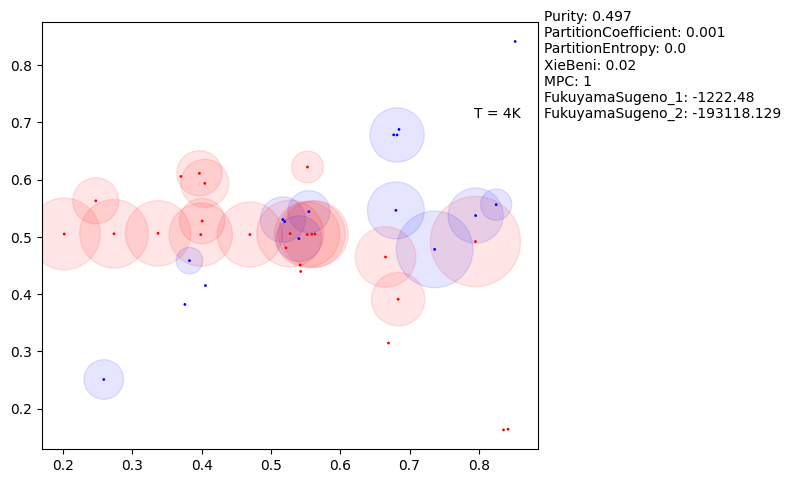 Purity: 0.497
PartitionCoefficient: 0.001
PartitionEntropy: 0.0
XieBeni: 0.02
MPC: 1
FukuyamaSugeno_1: -1222.48
FukuyamaSugeno_2: -193118.129
T = 4K
0.8
0.7
0.6
0.5
0.4
0.3
0.2
0.2 0.3 0.4 0.5 0.6 0.7 0.8